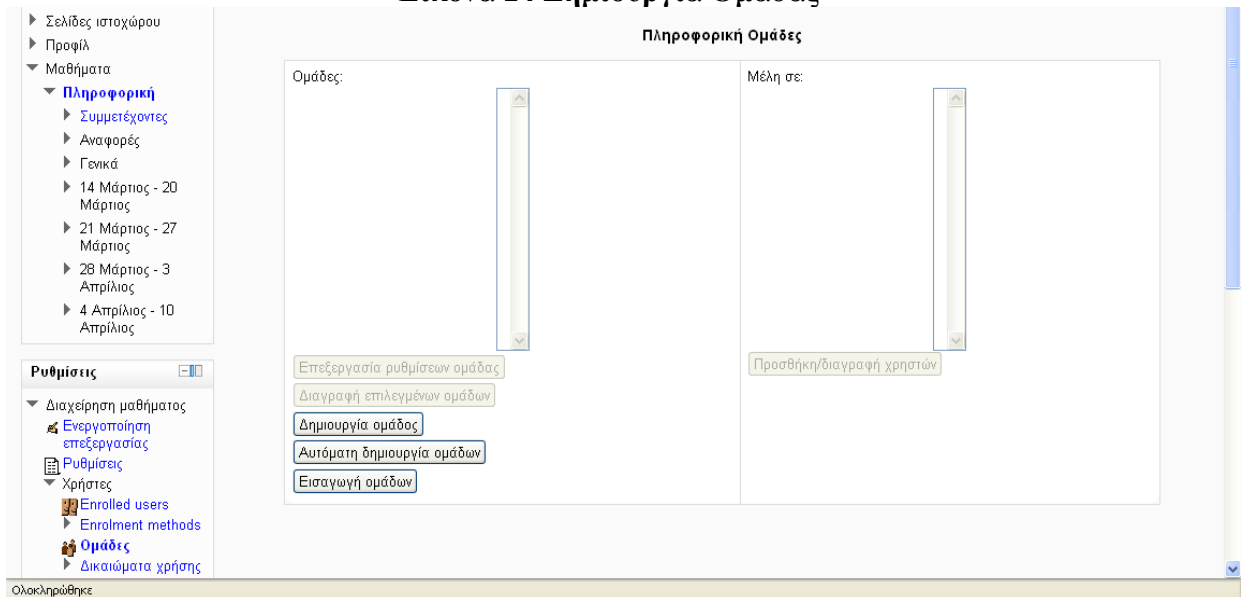 Σελίδες ιστοχώρου
Προφίλ
Μαθήματα
Πληροφορική
Συμμετέχοντες
Αναφορές
Γενικά
14 Μάρτιος - 20
Μάρτιος
21 Μάρτιος - 27
Μάρτιος
28 Μάρτιος - 3
Απρίλιος
4 Απρίλιος - 10
Απρίλιος
Ρυθμίσεις
Διαχείρηση μαθήματος
Ενεργοποίηση
επεξεργασίας
Ρυθμίσεις
Χρήστες
Enrolled users
Enrolment methods
Ομάδες
Δικαιώματα χρήσης
Πληροφορική Ομάδες
Ομάδες:
Επεξεργασία ρυθμίσεων ομάδας
Διαγραφή επιλεγμένων ομάδων
Δημιουργία ομάδος
Αυτόματη δημιουργία ομάδων
Εισαγωγή ομάδων
Μέλη σε:
Προσθήκη/διαγραφή χρηστών
Ολοκληρώθηκε